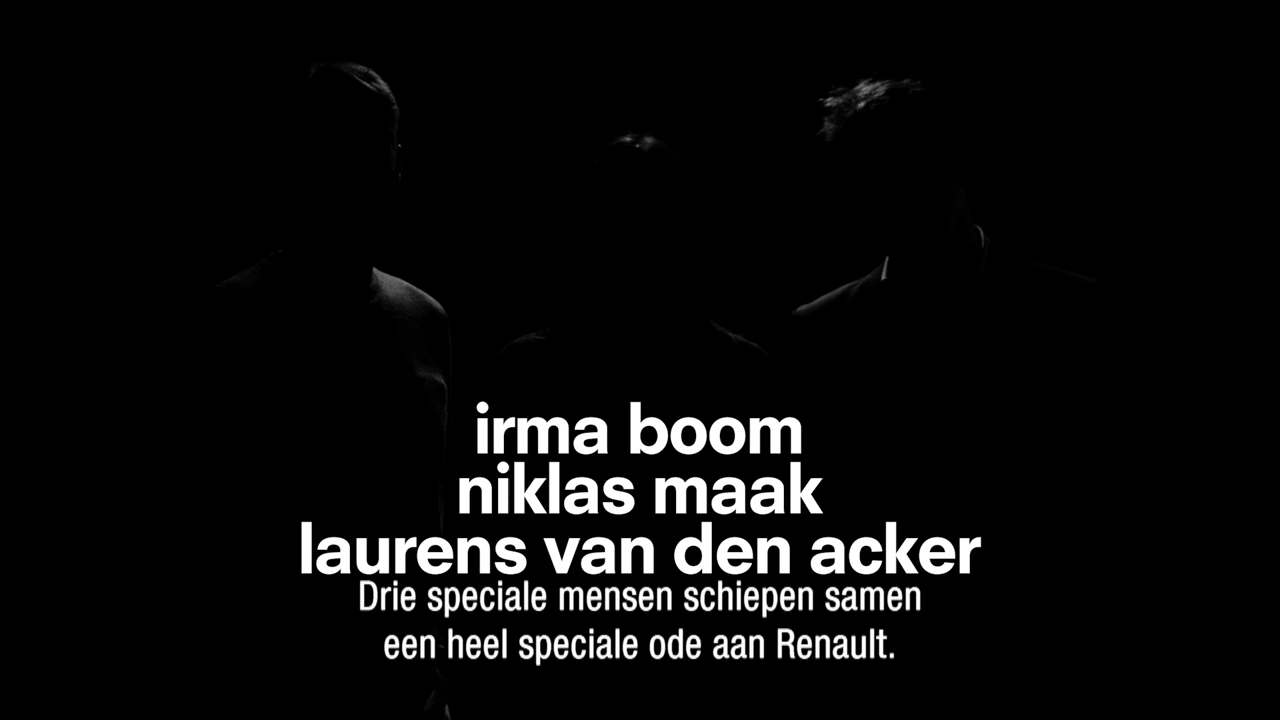 irma boom
niklas maak
laurens van den acker
Drie speciale mensen schiepen samen
een heel speciale ode aan Renault.